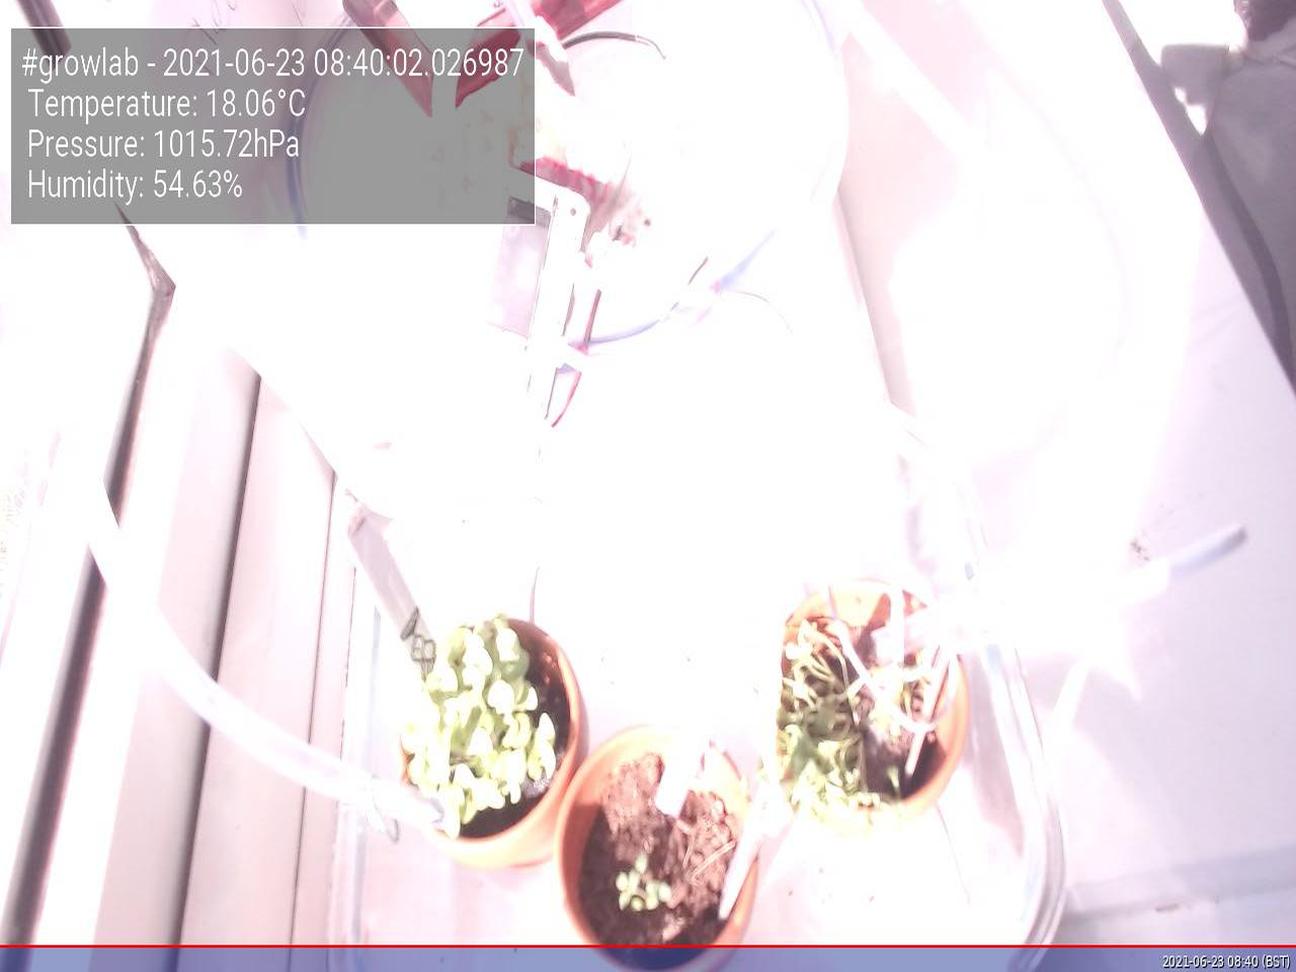 #growlab - 2021-06-23 08:40:02.026987
Temperature: 18.06°C
Pressure: 1015.72hPa
Humidity: 54.63%
2021-06-23 08:40 (BST)